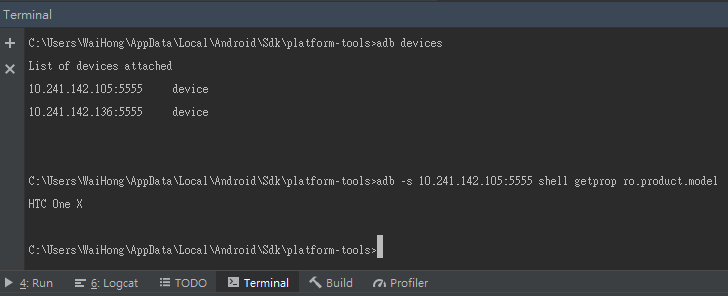 Terminal
C:\Users\WaiHong\AppData\Local\Android\Sdk\platform-tools>adb devices
List of devices attached
10.241.142.105:5555    device
10.241.142.136:5555    device
C:\Users\WaiHong\AppData\Local\Android\Sdk\platform-tools>adb -s 10.241.142.105:5555 shell getprop ro.product.model
HTC One X
C:\Users\WaiHong\AppData\Local\Android\Sdk\platform-tools>
4: Run 6: Logcat TODO Terminal Build Profiler